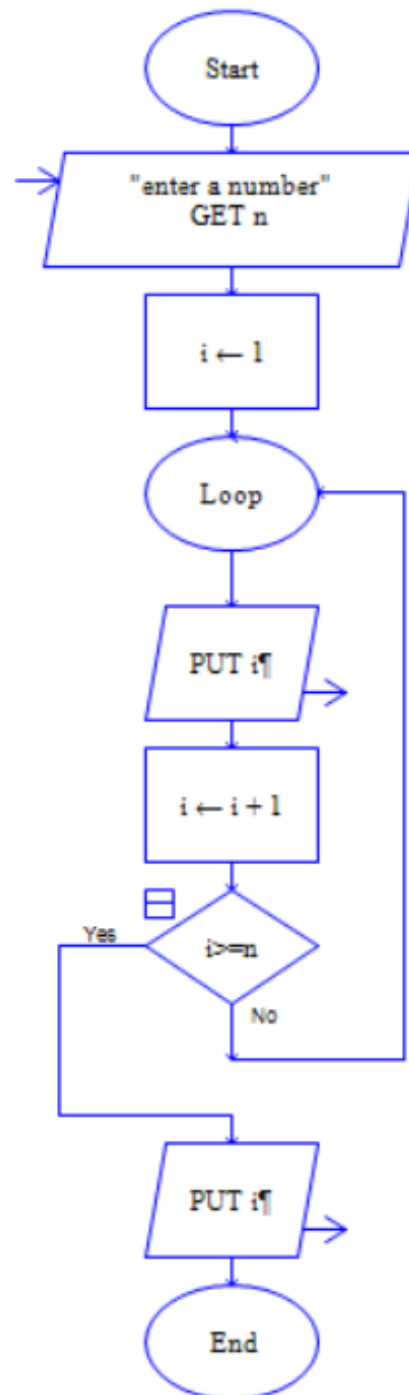 Start
"enter a number"
GET n
i ← 1
Loop
PUT i¶
i ← i + 1
i>=n
Yes
No
PUT i¶
End